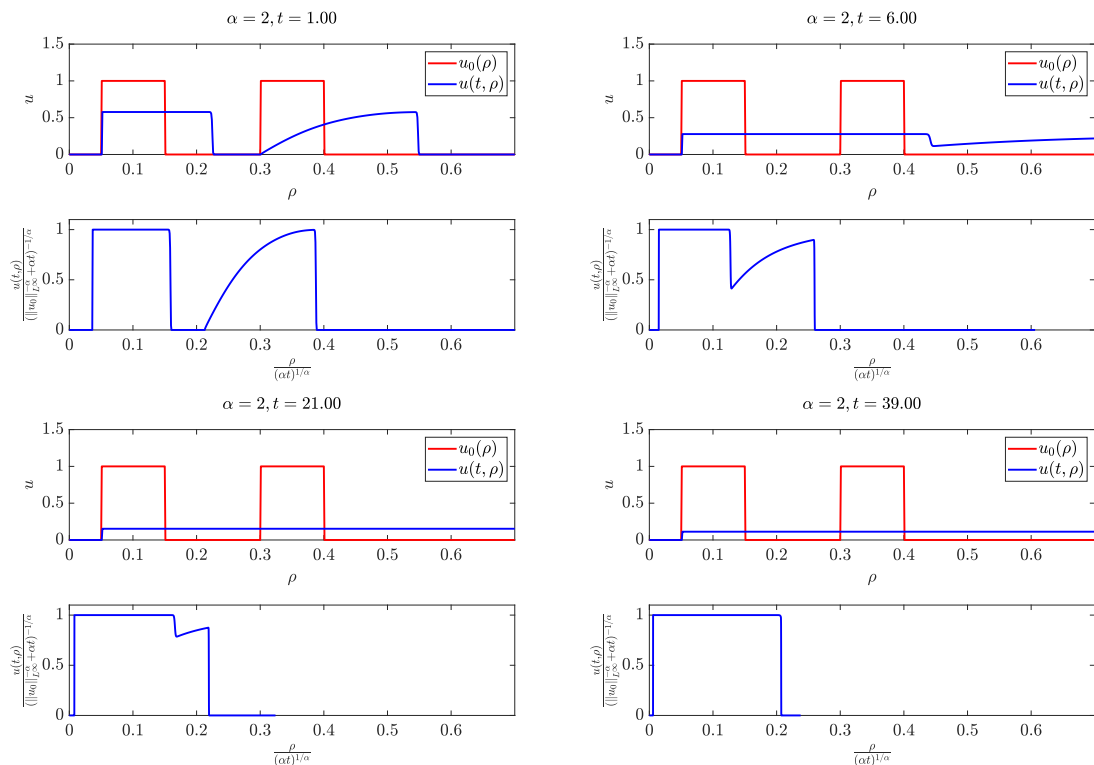 α = 2, t = 1.00
1.5
1
0.5
0
u
u₀(ρ)
u(t, ρ)
0 0.1 0.2 0.3 0.4 0.5 0.6
ρ
1
0.5
0
u(t,ρ) / (‖u₀‖_{L^∞}^{-α}+αt)^{-1/α}
0 0.1 0.2 0.3 0.4 0.5 0.6
ρ / (αt)^{1/α}
α = 2, t = 6.00
1.5
1
0.5
0
u
u₀(ρ)
u(t, ρ)
0 0.1 0.2 0.3 0.4 0.5 0.6
ρ
1
0.5
0
u(t,ρ) / (‖u₀‖_{L^∞}^{-α}+αt)^{-1/α}
0 0.1 0.2 0.3 0.4 0.5 0.6
ρ / (αt)^{1/α}
α = 2, t = 21.00
1.5
1
0.5
0
u
u₀(ρ)
u(t, ρ)
0 0.1 0.2 0.3 0.4 0.5 0.6
ρ
1
0.5
0
u(t,ρ) / (‖u₀‖_{L^∞}^{-α}+αt)^{-1/α}
0 0.1 0.2 0.3 0.4 0.5 0.6
ρ / (αt)^{1/α}
α = 2, t = 39.00
1.5
1
0.5
0
u
u₀(ρ)
u(t, ρ)
0 0.1 0.2 0.3 0.4 0.5 0.6
ρ
1
0.5
0
u(t,ρ) / (‖u₀‖_{L^∞}^{-α}+αt)^{-1/α}
0 0.1 0.2 0.3 0.4 0.5 0.6
ρ / (αt)^{1/α}